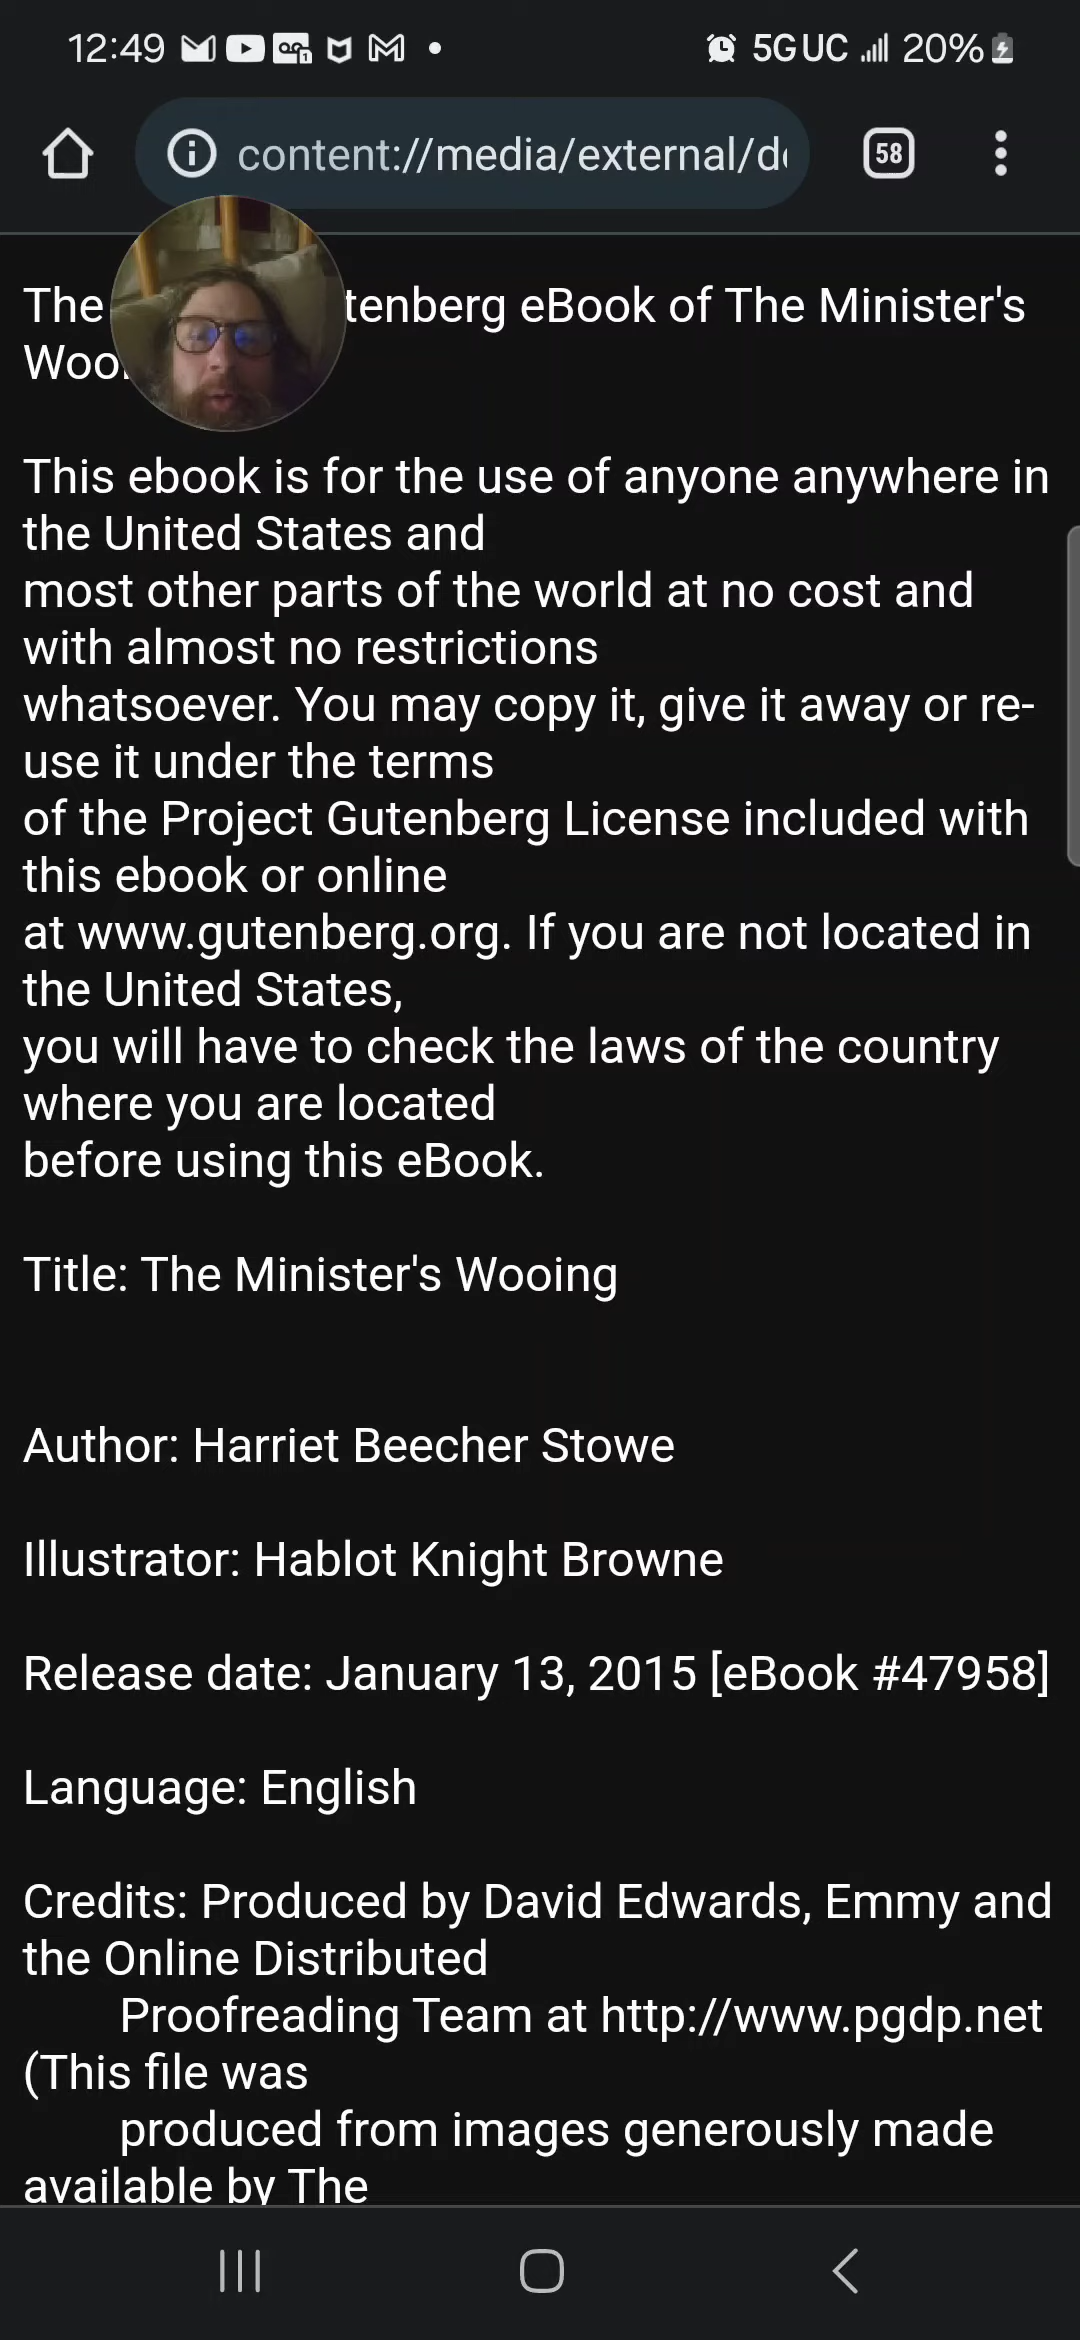 12:49
5G UC 20%
content://media/external/d
58
The tenberg eBook of The Minister's
This ebook is for the use of anyone anywhere in
the United States and
most other parts of the world at no cost and
with almost no restrictions
whatsoever. You may copy it, give it away or re-
use it under the terms
of the Project Gutenberg License included with
this ebook or online
at www.gutenberg.org. If you are not located in
the United States,
you will have to check the laws of the country
where you are located
before using this eBook.
Title: The Minister's Wooing
Author: Harriet Beecher Stowe
Illustrator: Hablot Knight Browne
Release date: January 13, 2015 [eBook #47958]
Language: English
Credits: Produced by David Edwards, Emmy and
the Online Distributed
Proofreading Team at http://www.pgdp.net
(This file was
produced from images generously made
available by The